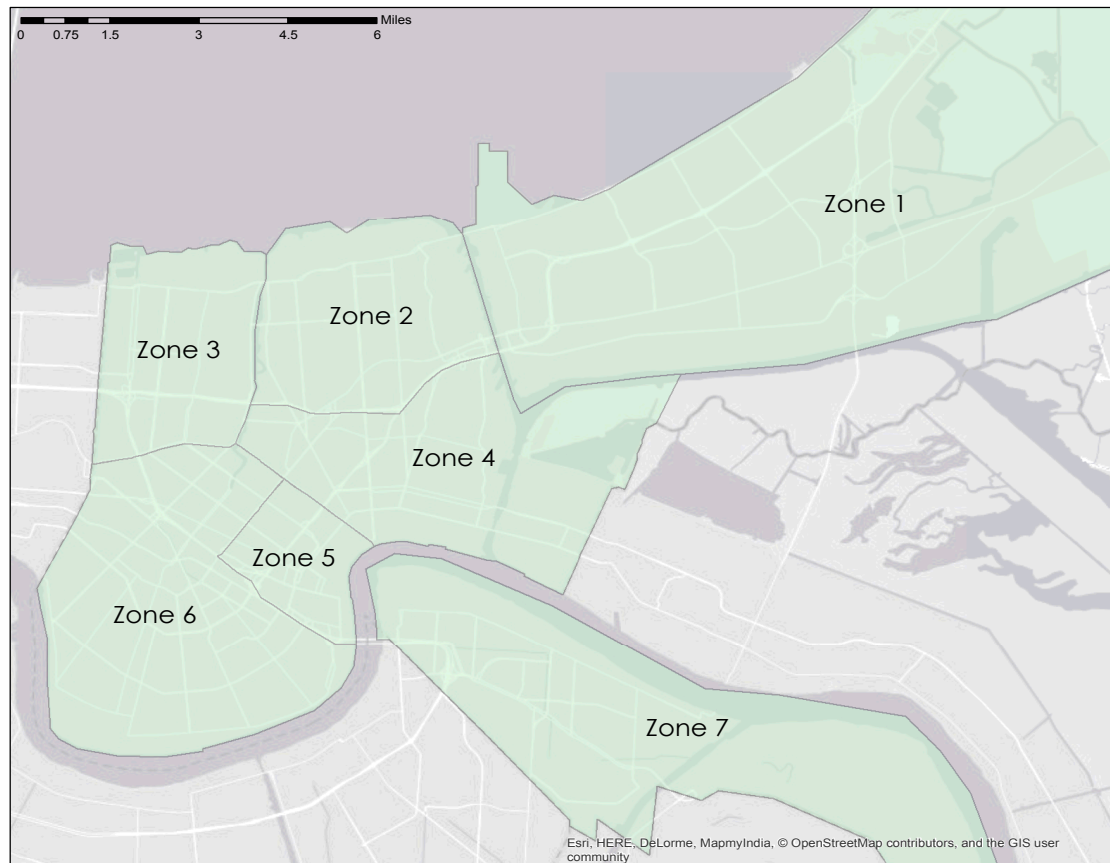 Miles
0 0.75 1.5 3 4.5 6
Zone 1
Zone 2
Zone 3
Zone 4
Zone 5
Zone 6
Zone 7
Esri, HERE, DeLorme, MapmyIndia, © OpenStreetMap contributors, and the GIS user
community